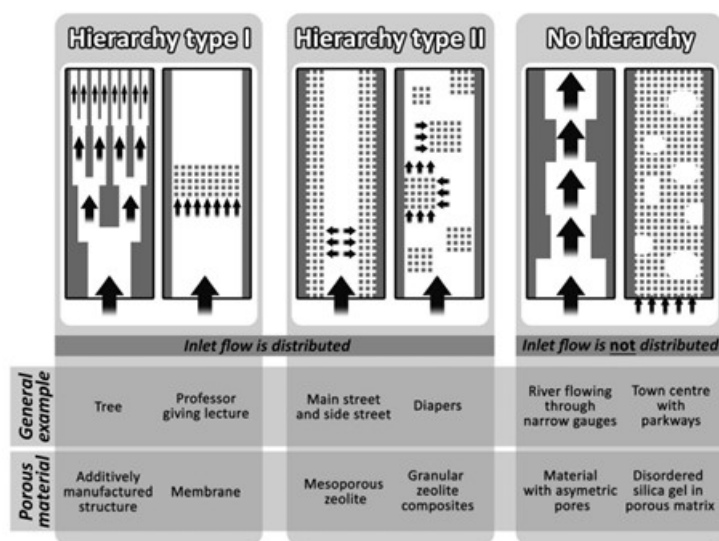 Hierarchy type I
Hierarchy type II
No hierarchy
Inlet flow is distributed
Inlet flow is not distributed
General
example
Tree
Professor
giving lecture
Main street
and side street
Diapers
River flowing
through
narrow gauges
Town centre
with
parkways
Porous
material
Additively
manufactured
structure
Membrane
Mesoporous
zeolite
Granular
zeolite
composites
Material
with asymetric
pores
Disordered
silica gel in
porous matrix